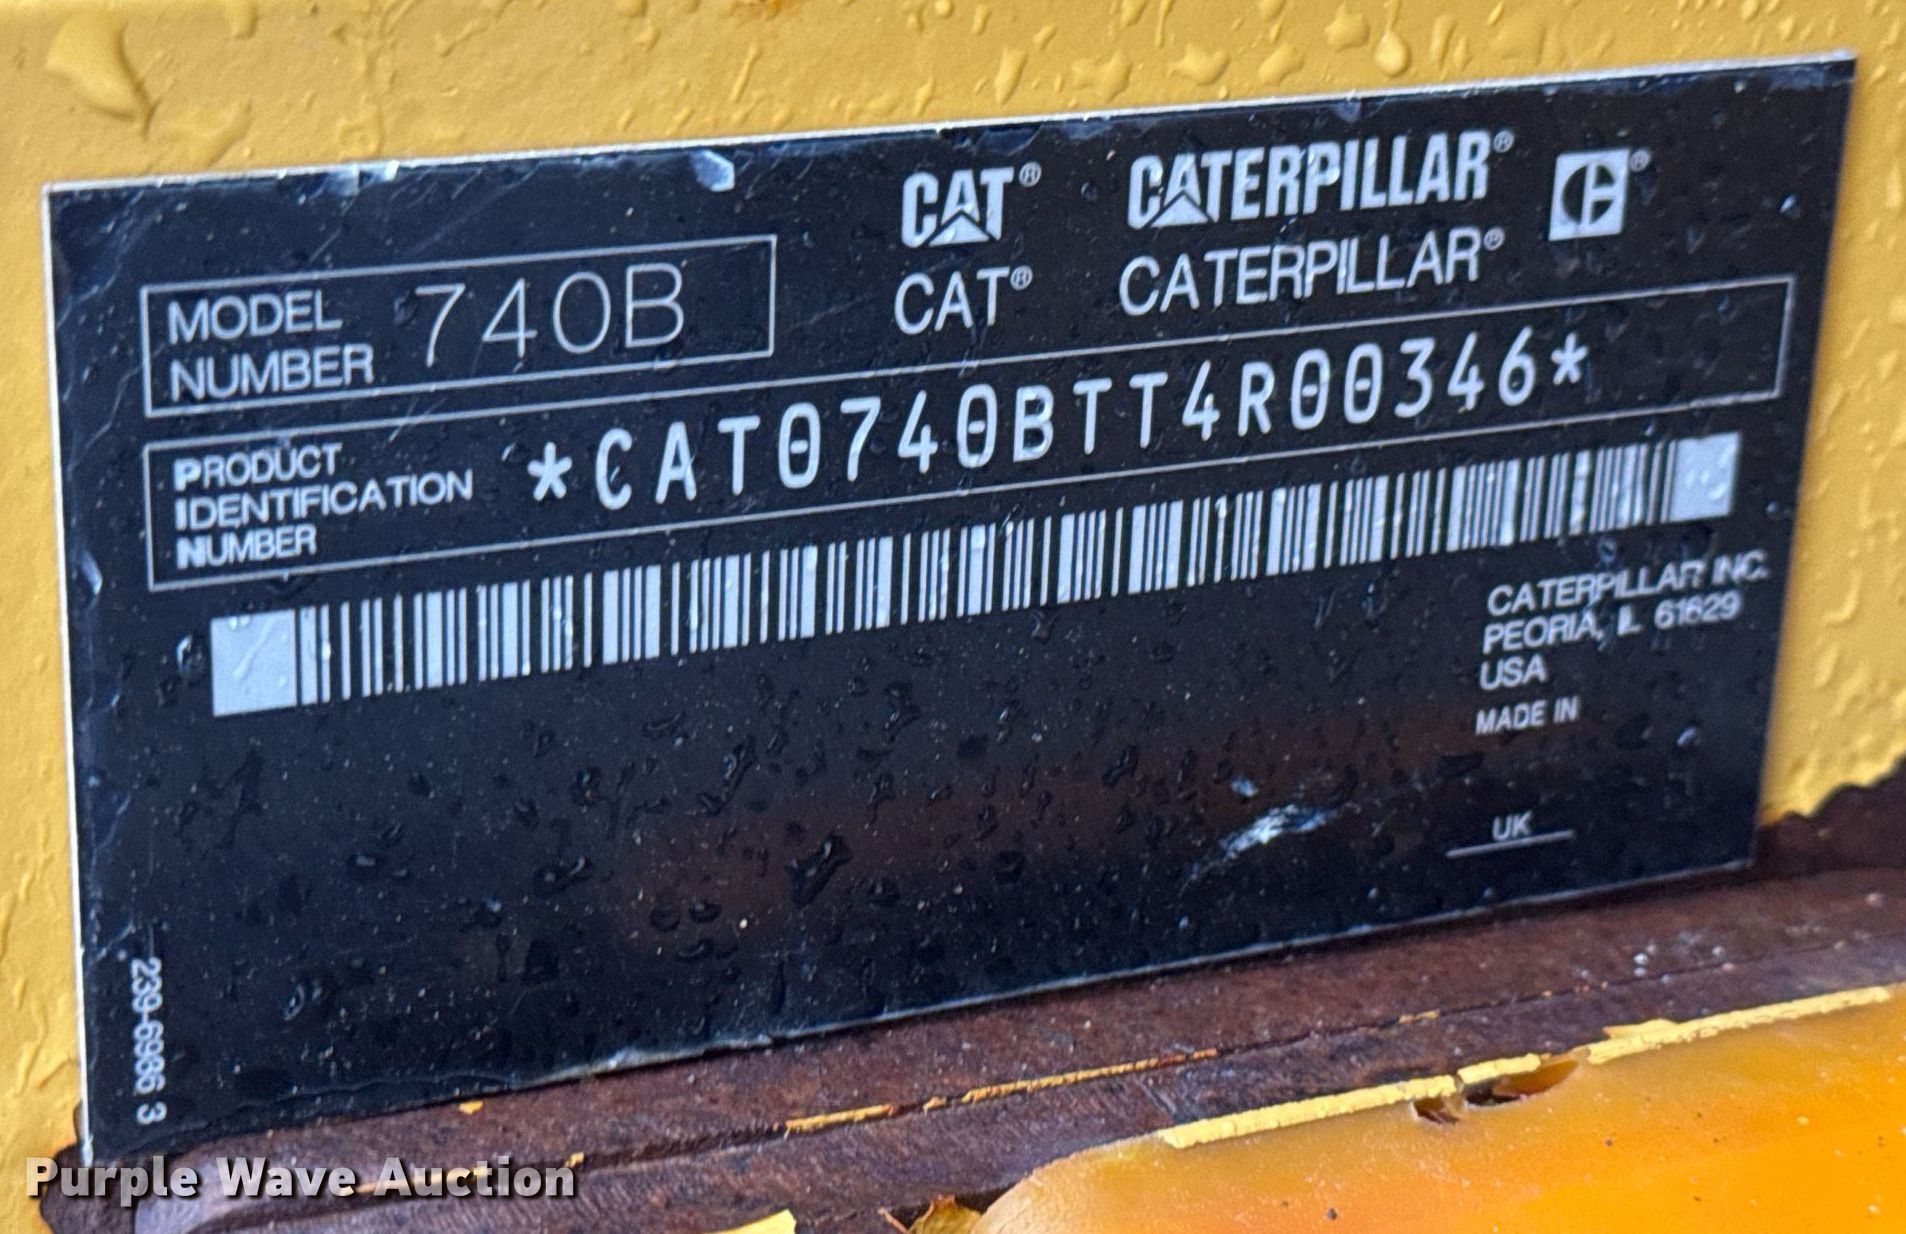 CAT® CATERPILLAR®
CAT® CATERPILLAR®
MODEL NUMBER 740B
PRODUCT IDENTIFICATION NUMBER *CAT0740BTT4R00346*
CATERPILLAR INC.
PEORIA, IL 61629
USA
MADE IN
UK
239-6986 3
Purple Wave Auction